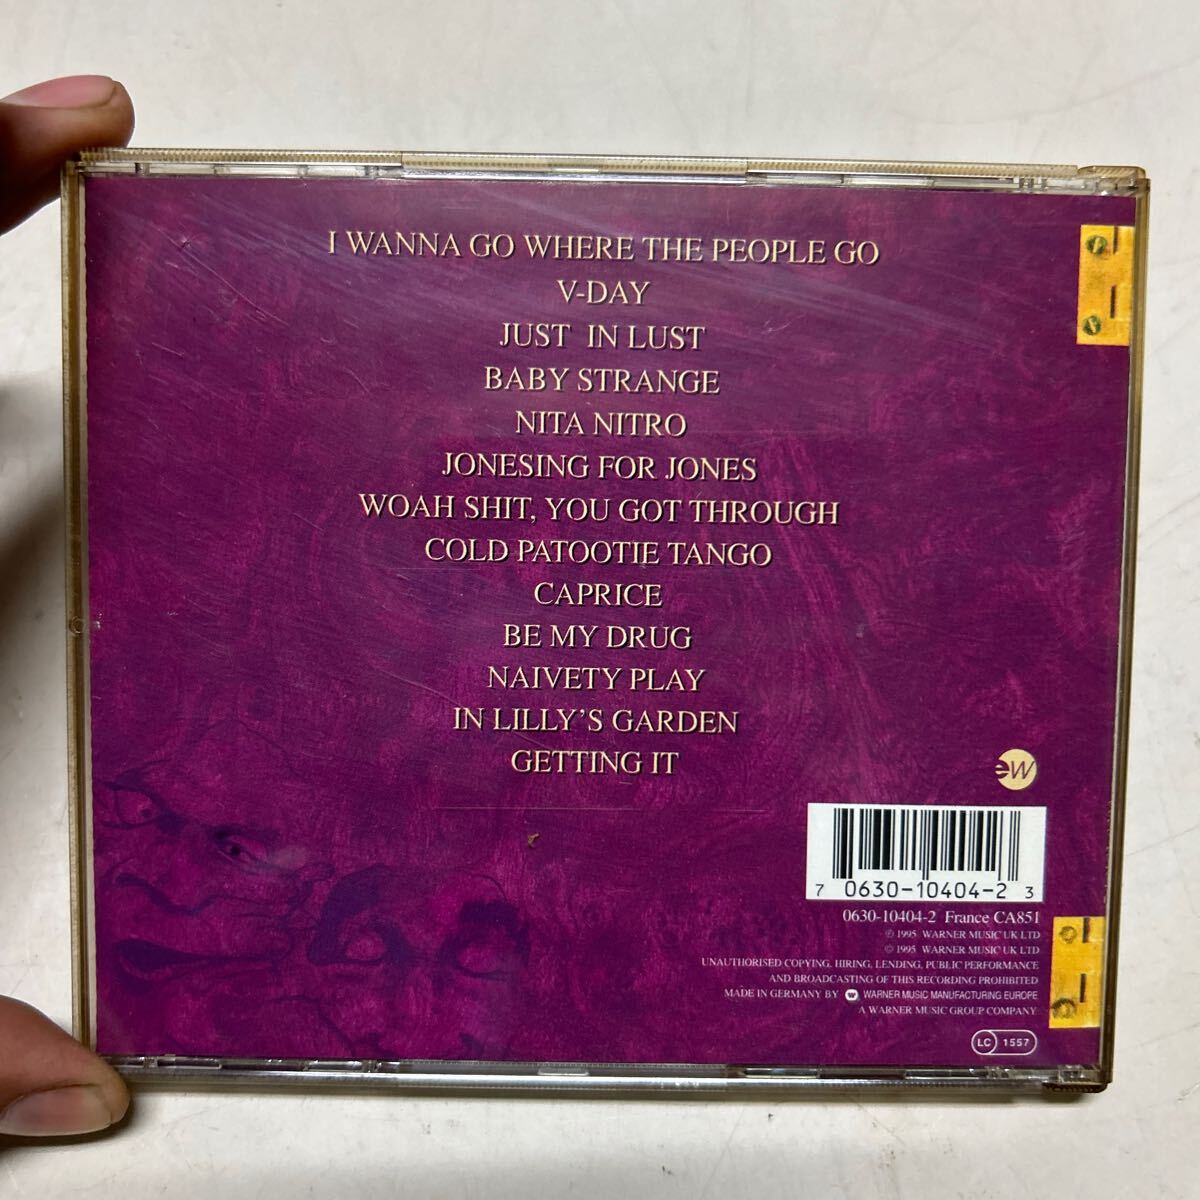 I WANNA GO WHERE THE PEOPLE GO
V-DAY
JUST IN LUST
BABY STRANGE
NITA NITRO
JONESING FOR JONES
WOAH SHIT, YOU GOT THROUGH
COLD PATOOTIE TANGO
CAPRICE
BE MY DRUG
NAIVETY PLAY
IN LILLY'S GARDEN
GETTING IT
ew
7 0630-10404-2 3
0630-10404-2 France CA851
℗ 1995 WARNER MUSIC UK LTD
© 1995 WARNER MUSIC UK LTD
UNAUTHORISED COPYING, HIRING, LENDING, PUBLIC PERFORMANCE
AND BROADCASTING OF THIS RECORDING PROHIBITED
MADE IN GERMANY BY WARNER MUSIC MANUFACTURING EUROPE
A WARNER MUSIC GROUP COMPANY
LC 1557